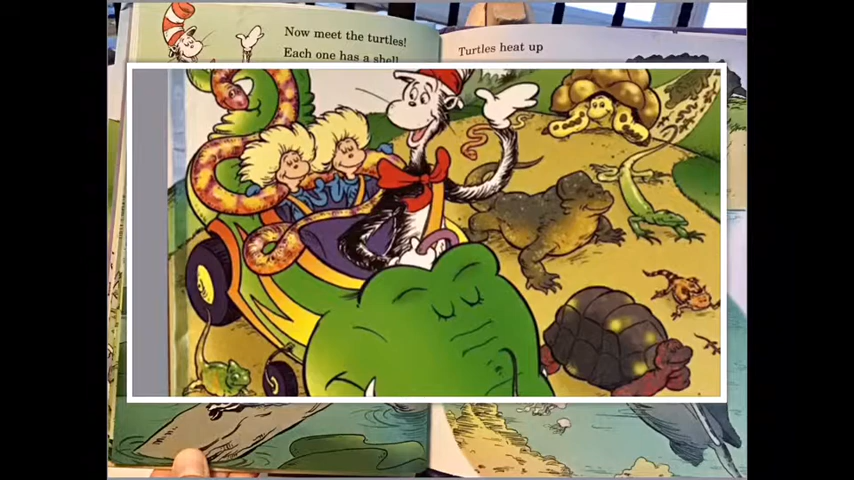 Now meet the turtles!
Each one has a shell
Turtles heat up